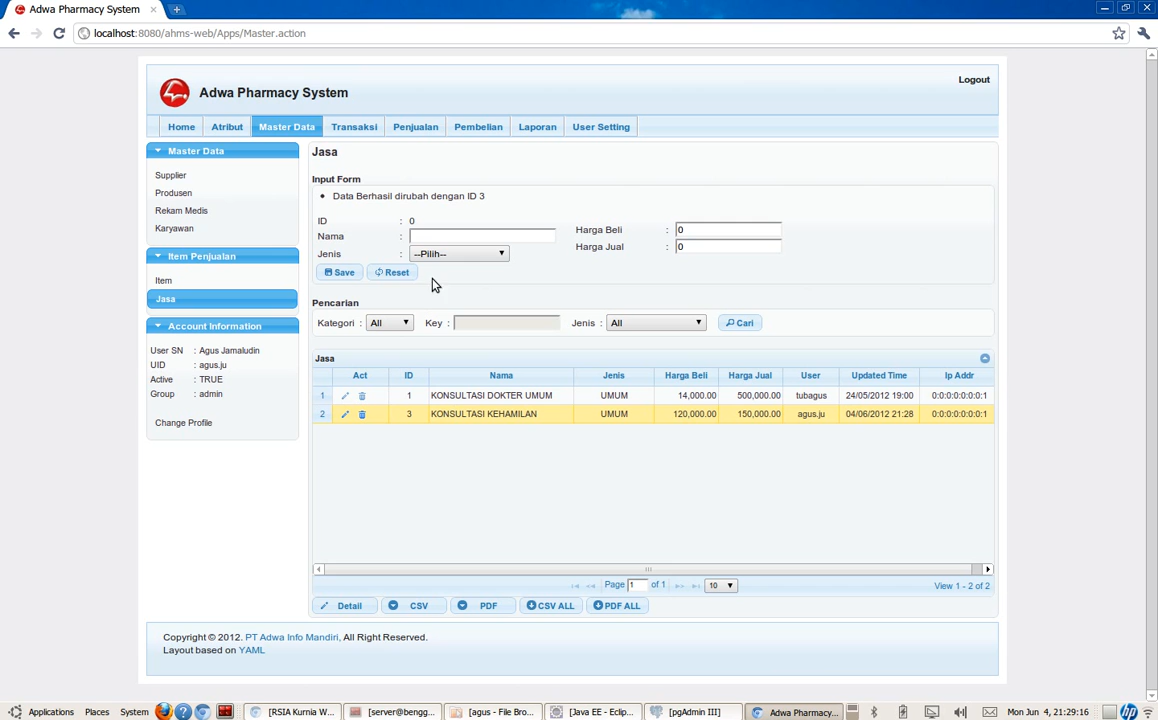 Adwa Pharmacy System
localhost:8080/ahms-web/Apps/Master.action
Logout
Adwa Pharmacy System
Home Atribut Master Data Transaksi Penjualan Pembelian Laporan User Setting
Master Data
Supplier
Produsen
Rekam Medis
Karyawan
Item Penjualan
Item
Jasa
Account Information
User SN : Agus Jamaludin
UID : agus.ju
Active : TRUE
Group : admin
Change Profile
Jasa
Input Form
Data Berhasil dirubah dengan ID 3
ID : 0
Nama :
Jenis : --Pilih--
Harga Beli : 0
Harga Jual : 0
Save Reset
Pencarian
Kategori : All Key : Jenis : All Cari
Jasa
Act ID Nama Jenis Harga Beli Harga Jual User Updated Time Ip Addr
1 1 KONSULTASI DOKTER UMUM UMUM 14,000.00 500,000.00 tubagus 24/05/2012 19:00 0:0:0:0:0:0:0:1
2 3 KONSULTASI KEHAMILAN UMUM 120,000.00 150,000.00 agus.ju 04/06/2012 21:28 0:0:0:0:0:0:0:1
Page 1 of 1 10 View 1 - 2 of 2
Detail CSV PDF CSV ALL PDF ALL
Copyright © 2012. PT Adwa Info Mandiri, All Right Reserved.
Layout based on YAML
Applications Places System [RSIA Kurnia W... [server@bengg... [agus - File Bro... [Java EE - Eclip... [pgAdmin III] Adwa Pharmacy... Mon Jun 4, 21:29:16